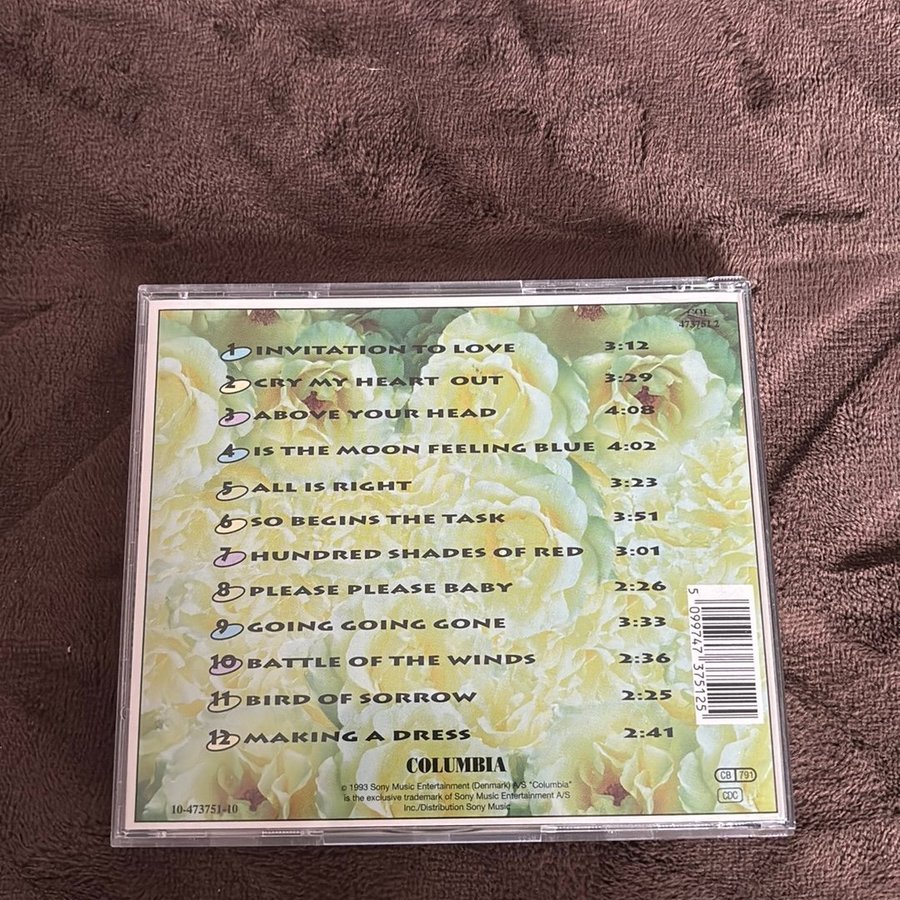 COL
473751 2
1 INVITATION TO LOVE 3:12
2 CRY MY HEART OUT 3:29
3 ABOVE YOUR HEAD 4:08
4 IS THE MOON FEELING BLUE 4:02
5 ALL IS RIGHT 3:23
6 SO BEGINS THE TASK 3:51
7 HUNDRED SHADES OF RED 3:01
8 PLEASE PLEASE BABY 2:26
9 GOING GOING GONE 3:33
10 BATTLE OF THE WINDS 2:36
11 BIRD OF SORROW 2:25
12 MAKING A DRESS 2:41
5 099747 375125
COLUMBIA
© 1993 Sony Music Entertainment (Denmark) A/S "Columbia"
is the exclusive trademark of Sony Music Entertainment A/S
Inc./Distribution Sony Music
CB 791
CDC
10-473751-10